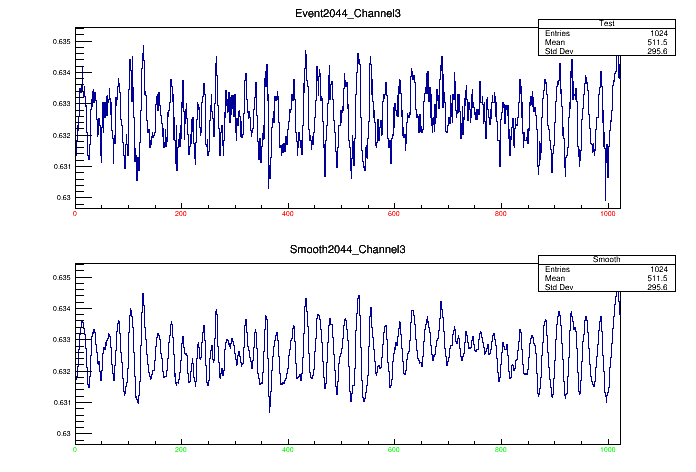 Event2044_Channel3
Test
Entries 1024
Mean 511.5
Std Dev 295.6
0.635
0.634
0.633
0.632
0.631
0.63
0 200 400 600 800 1000
Smooth2044_Channel3
Smooth
Entries 1024
Mean 511.5
Std Dev 295.6
0.635
0.634
0.633
0.632
0.631
0.63
0 200 400 600 800 1000